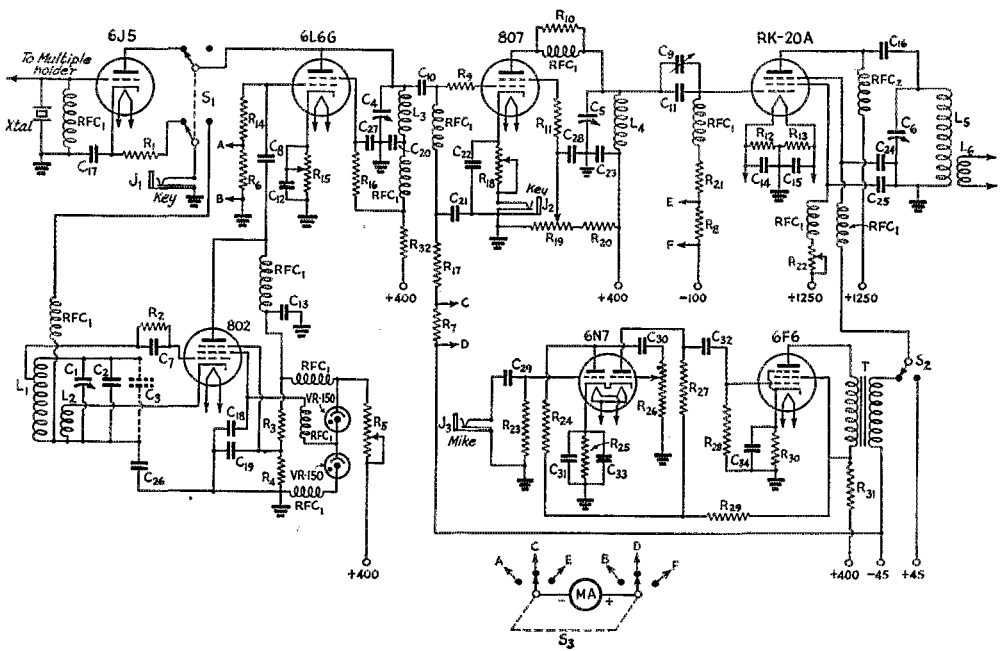 6J5
6L6G
807
R10
RFC1
RK-20A
C16
To Multiple
holder
Xtal
RFC1
C17
R1
S1
J1
Key
R14
A
R6
B
C8
C12
R15
C4
C27
R16
C10
L3
C20
RFC1
R32
+400
R9
RFC1
C22
R18
C21
Key
J2
R11
C28
C5
C23
L4
R19
R20
+400
C9
C11
RFC1
R21
E
R8
F
-100
R12
R13
C14
C15
RFC2
C6
C24
C25
L5
L6
RFC1
RFC1
R22
+1250
+1250
R17
C
R7
D
RFC1
R2
C7
802
RFC1
C13
L1
C1
C2
L2
C3
C18
C19
C26
R3
R4
RFC1
VR-150
RFC1
VR-150
RFC1
R5
+400
J3
Mike
C29
R23
R24
6N7
C30
R26
R25
C31
C33
R27
C32
R28
6F6
C34
R30
R29
T
S2
R31
+400
-45
+45
A
C
E
B
D
F
- MA +
S3